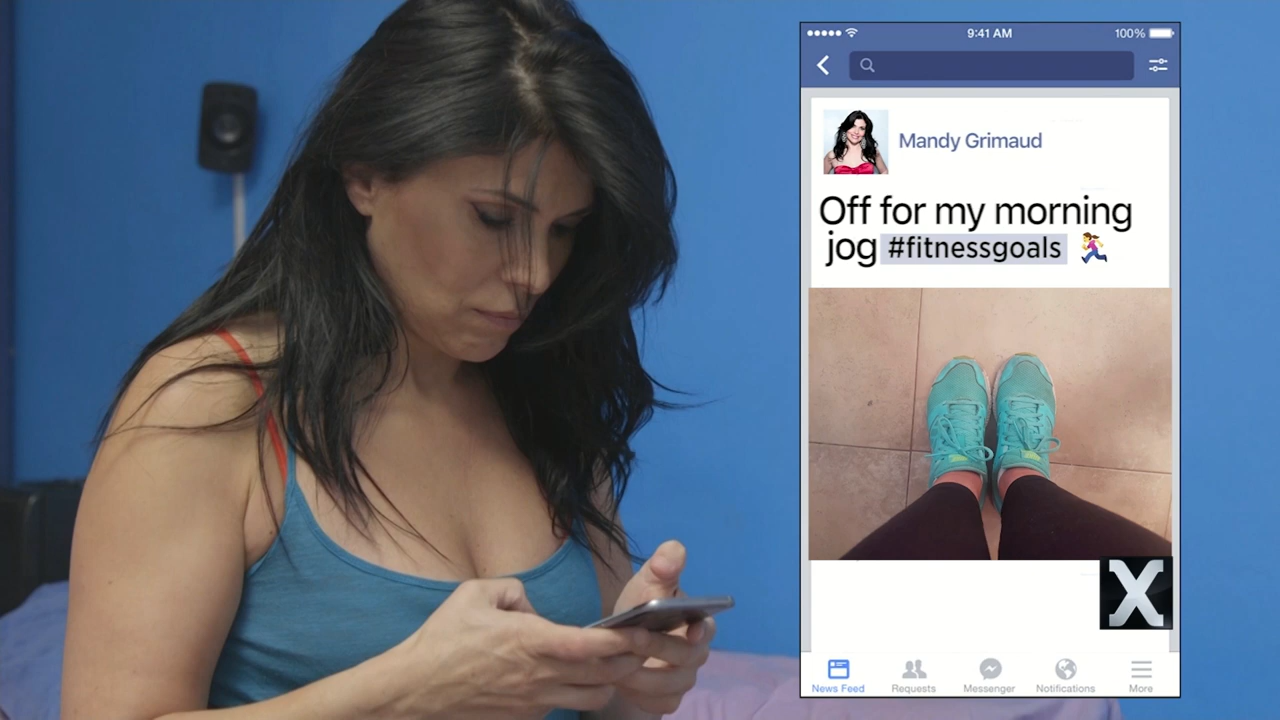 9:41 AM
100%
Mandy Grimaud
Off for my morning
jog #fitnessgoals
X
News Feed
Requests
Messenger
Notifications
More